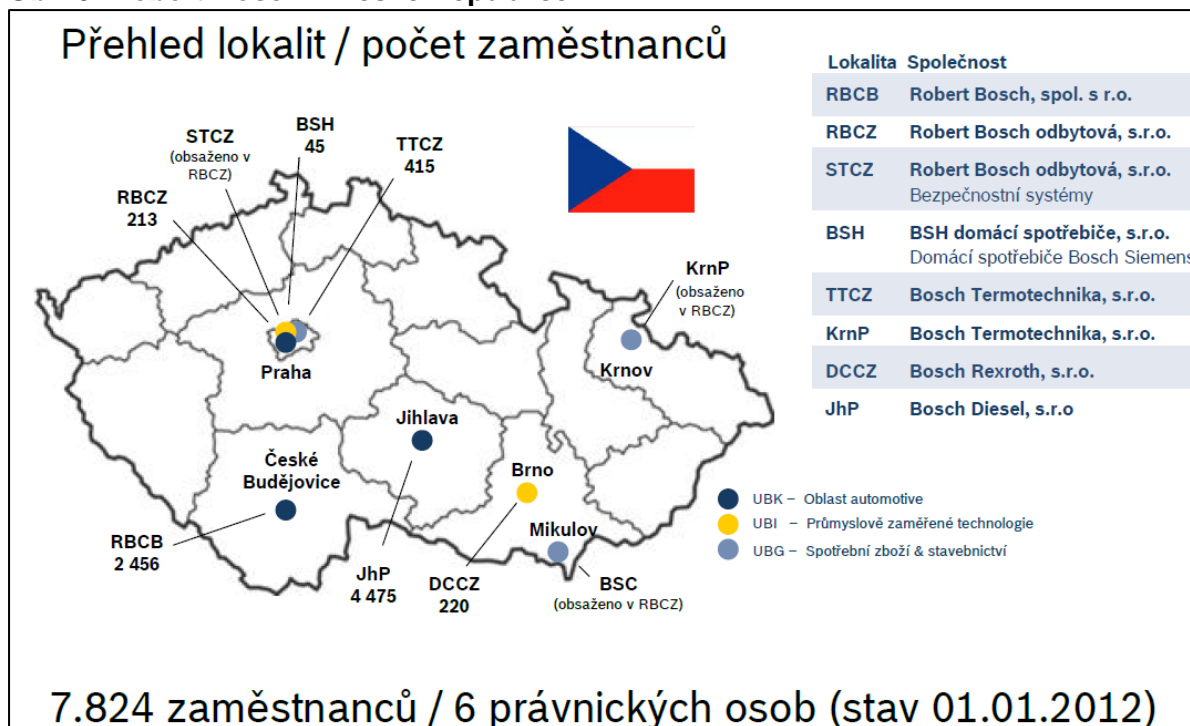 Přehled lokalit / počet zaměstnanců
Lokalita Společnost
RBCB Robert Bosch, spol. s r.o.
RBCZ Robert Bosch odbytová, s.r.o.
STCZ Robert Bosch odbytová, s.r.o.
Bezpečnostní systémy
BSH BSH domácí spotřebiče, s.r.o.
Domácí spotřebiče Bosch Siemens
TTCZ Bosch Termotechnika, s.r.o.
KrnP Bosch Termotechnika, s.r.o.
DCCZ Bosch Rexroth, s.r.o.
JhP Bosch Diesel, s.r.o
STCZ
(obsaženo v
RBCZ)
BSH
45
TTCZ
415
RBCZ
213
KrnP
(obsaženo
v RBCZ)
Praha
Krnov
Jihlava
České
Budějovice
Brno
Mikulov
RBCB
2 456
JhP
4 475
DCCZ
220
BSC
(obsaženo v RBCZ)
UBK – Oblast automotive
UBI – Průmyslově zaměřené technologie
UBG – Spotřební zboží & stavebnictví
7.824 zaměstnanců / 6 právnických osob (stav 01.01.2012)